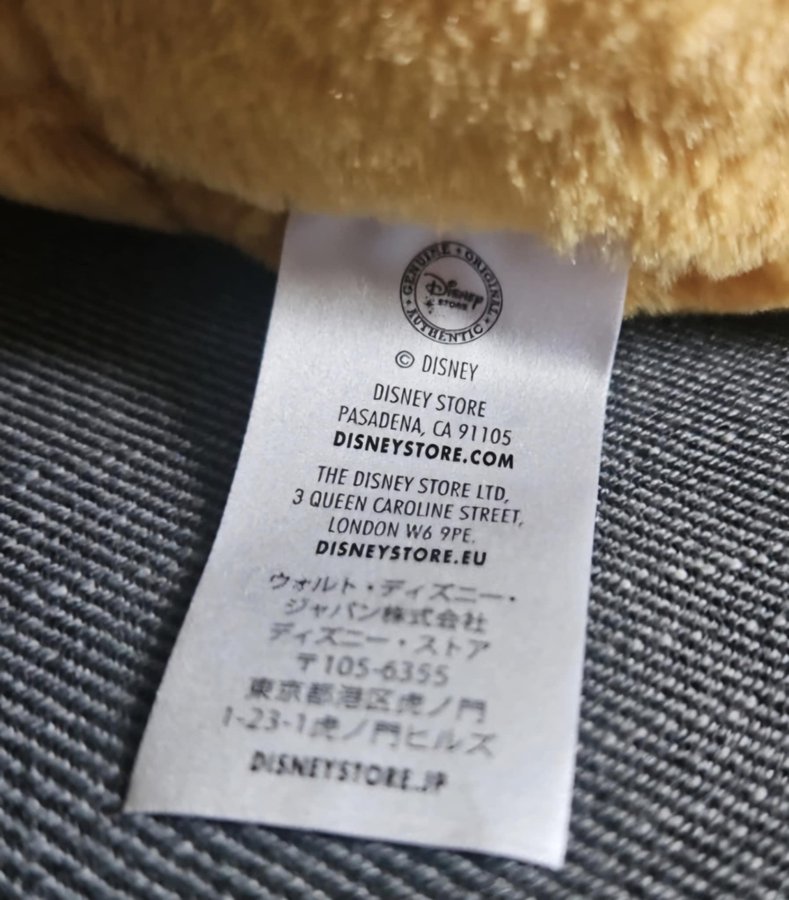 GENUINE • ORIGINAL • AUTHENTIC •
Disney
STORE
© DISNEY
DISNEY STORE
PASADENA, CA 91105
DISNEYSTORE.COM
THE DISNEY STORE LTD,
3 QUEEN CAROLINE STREET,
LONDON W6 9PE.
DISNEYSTORE.EU
ウォルト・ディズニー・
ジャパン株式会社
ディズニー・ストア
〒105-6355
東京都港区虎ノ門
1-23-1虎ノ門ヒルズ
DISNEYSTORE.JP